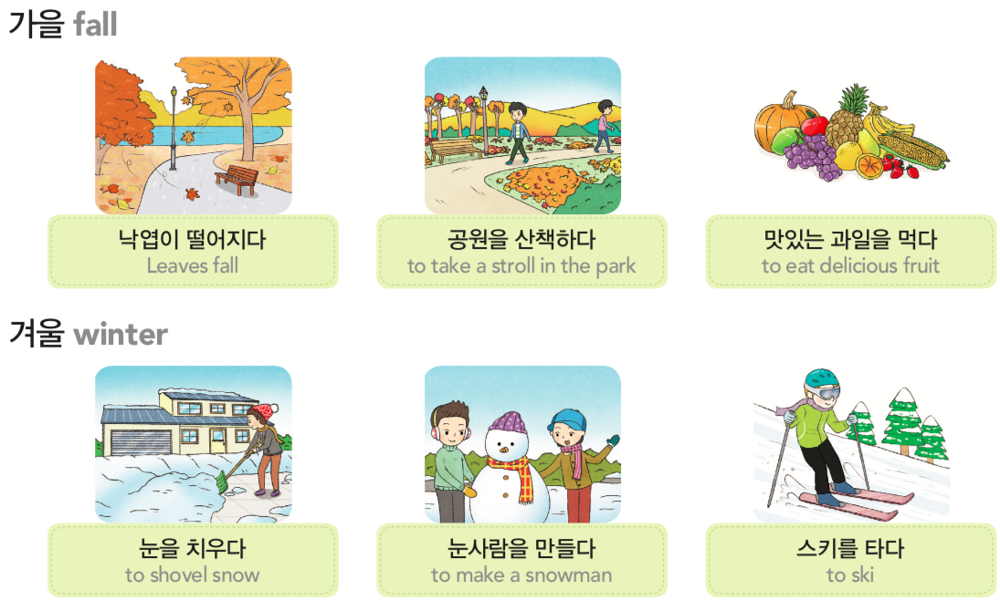 가을 fall
낙엽이 떨어지다
Leaves fall
공원을 산책하다
to take a stroll in the park
맛있는 과일을 먹다
to eat delicious fruit
겨울 winter
눈을 치우다
to shovel snow
눈사람을 만들다
to make a snowman
스키를 타다
to ski